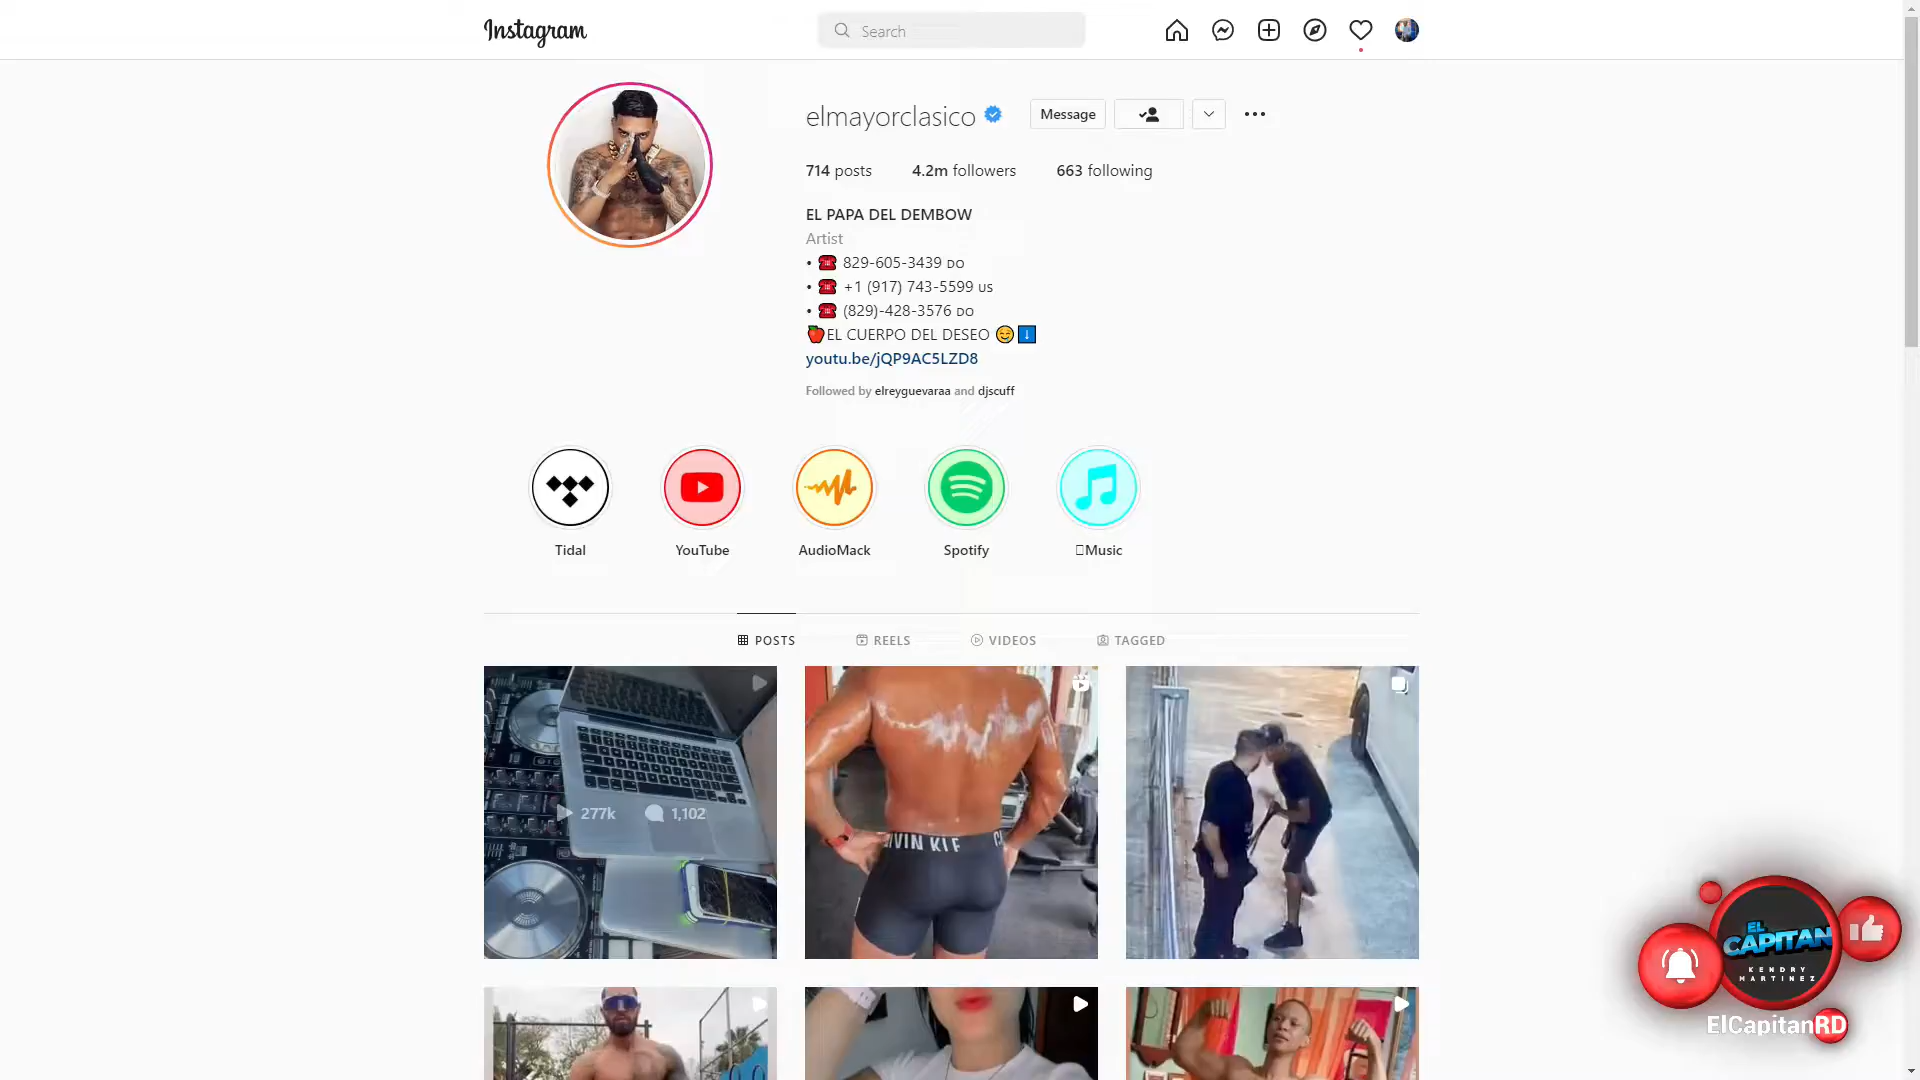 Instagram
Search
elmayorclasico
Message
714 posts
4.2m followers
663 following
EL PAPA DEL DEMBOW
Artist
• ☎️ 829-605-3439 DO
• ☎️ +1 (917) 743-5599 US
• ☎️ (829)-428-3576 DO
🍎EL CUERPO DEL DESEO 😊⬇️
youtu.be/jQP9AC5LZD8
Followed by elreyguevaraa and djscuff
Tidal
YouTube
AudioMack
Spotify
Music
POSTS
REELS
VIDEOS
TAGGED
277k
1,102
EL
CAPITAN
KENDRY
MARTINEZ
ElCapitanRD